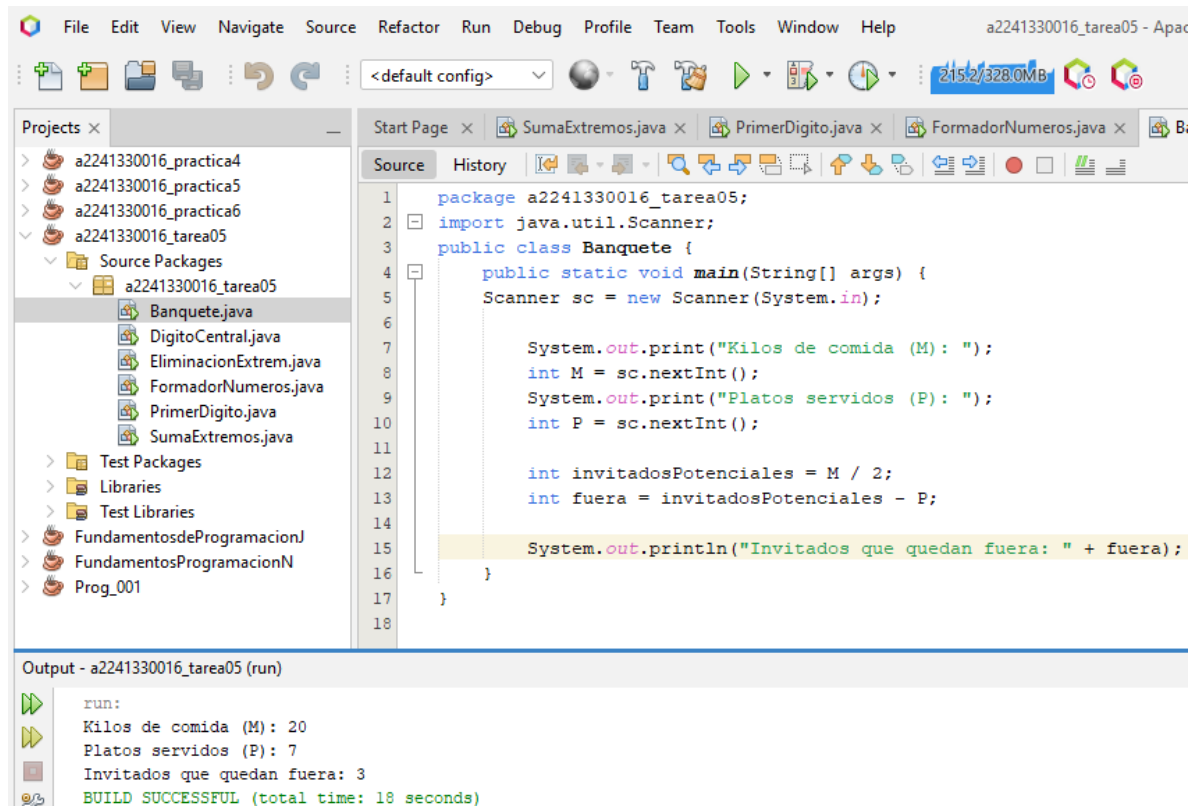 File Edit View Navigate Source Refactor Run Debug Profile Team Tools Window Help a2241330016_tarea05 - Apac
<default config> 215.2/328.0MB
Projects
Start Page SumaExtremos.java PrimerDigito.java FormadorNumeros.java Ba
a2241330016_practica4
a2241330016_practica5
a2241330016_practica6
a2241330016_tarea05
Source Packages
a2241330016_tarea05
Banquete.java
DigitoCentral.java
EliminacionExtrem.java
FormadorNumeros.java
PrimerDigito.java
SumaExtremos.java
Test Packages
Libraries
Test Libraries
FundamentosdeProgramacionJ
FundamentosProgramacionN
Prog_001
Source History
1 package a2241330016_tarea05;
2 import java.util.Scanner;
3 public class Banquete {
4 public static void main(String[] args) {
5 Scanner sc = new Scanner(System.in);
6
7 System.out.print("Kilos de comida (M): ");
8 int M = sc.nextInt();
9 System.out.print("Platos servidos (P): ");
10 int P = sc.nextInt();
11
12 int invitadosPotenciales = M / 2;
13 int fuera = invitadosPotenciales - P;
14
15 System.out.println("Invitados que quedan fuera: " + fuera);
16 }
17 }
18
Output - a2241330016_tarea05 (run)
run:
Kilos de comida (M): 20
Platos servidos (P): 7
Invitados que quedan fuera: 3
BUILD SUCCESSFUL (total time: 18 seconds)